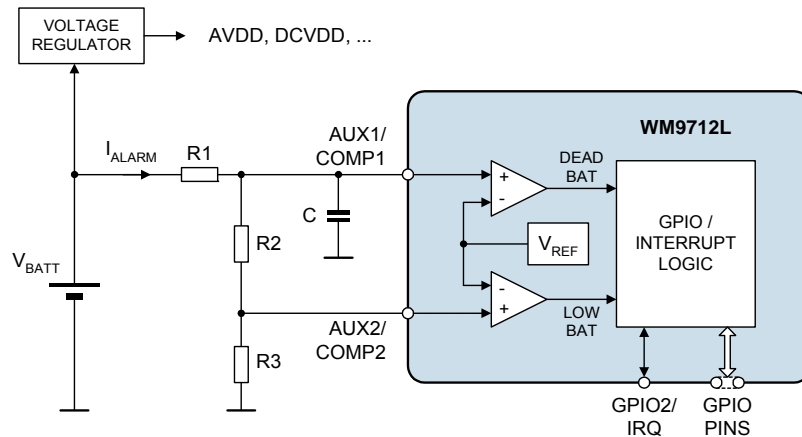 VOLTAGE
REGULATOR
AVDD, DCVDD, ...
WM9712L
I ALARM
R1
AUX1/
COMP1
DEAD
BAT
+
-
C
R2
V REF
GPIO /
INTERRUPT
LOGIC
V BATT
-
+
LOW
BAT
AUX2/
COMP2
R3
GPIO2/
IRQ
GPIO
PINS